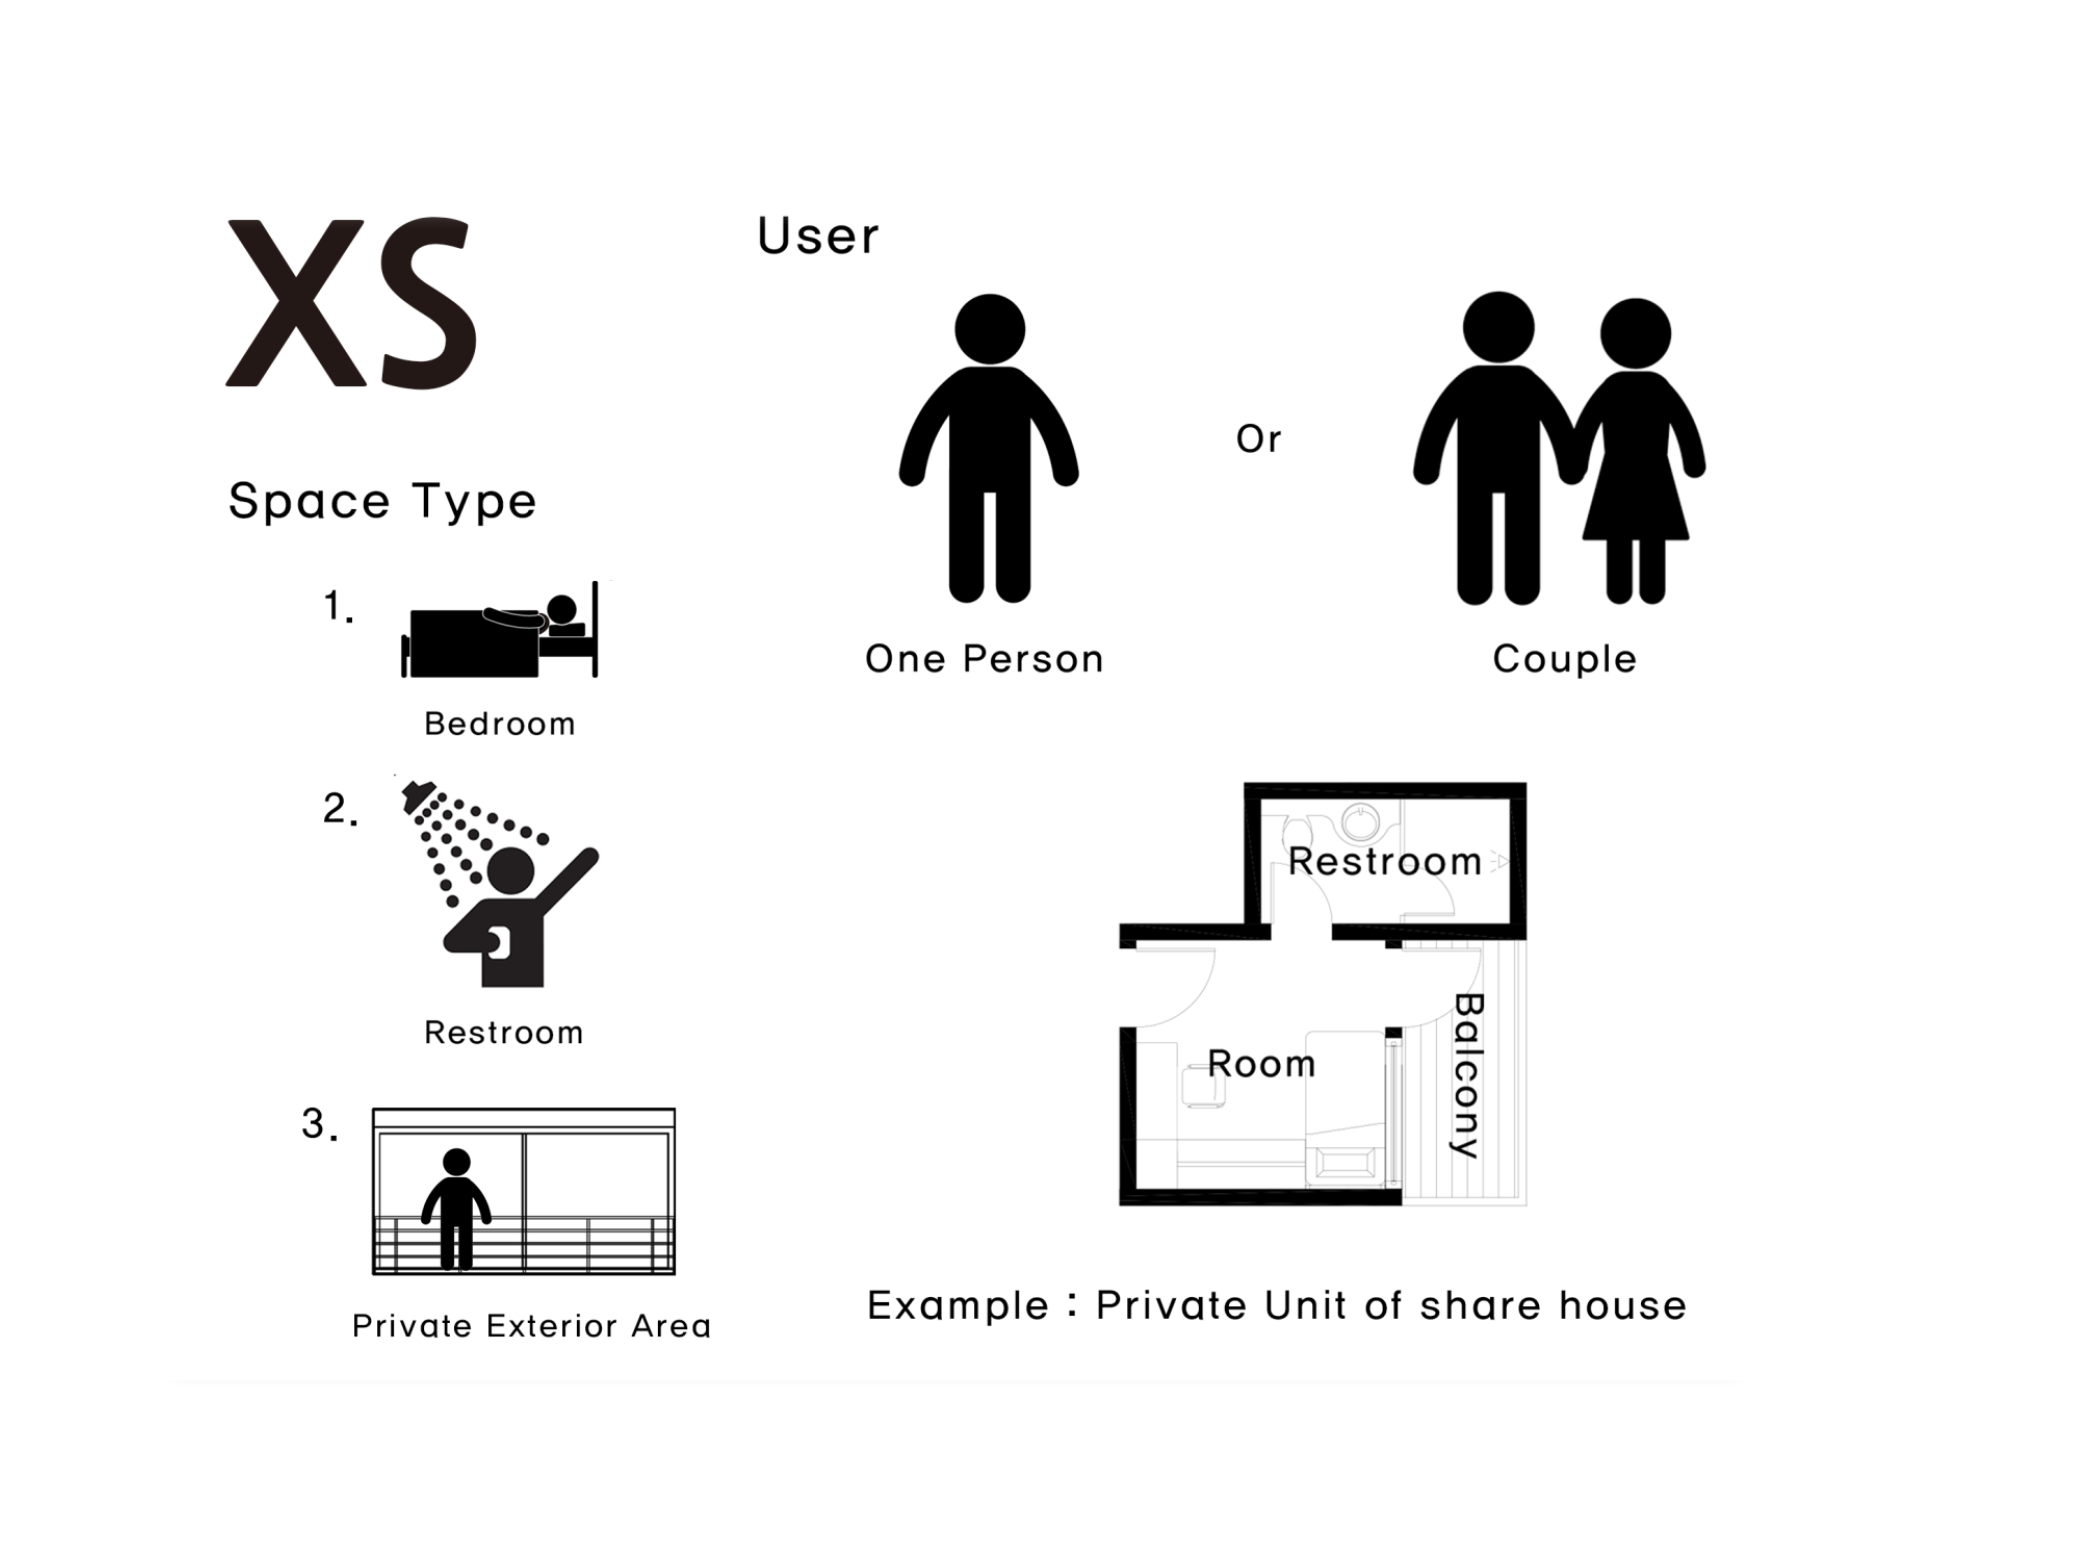 XS
Space Type
1.
Bedroom
2.
Restroom
3.
Private Exterior Area
User
Or
One Person
Couple
Restroom
Room
Balcony
Example : Private Unit of share house